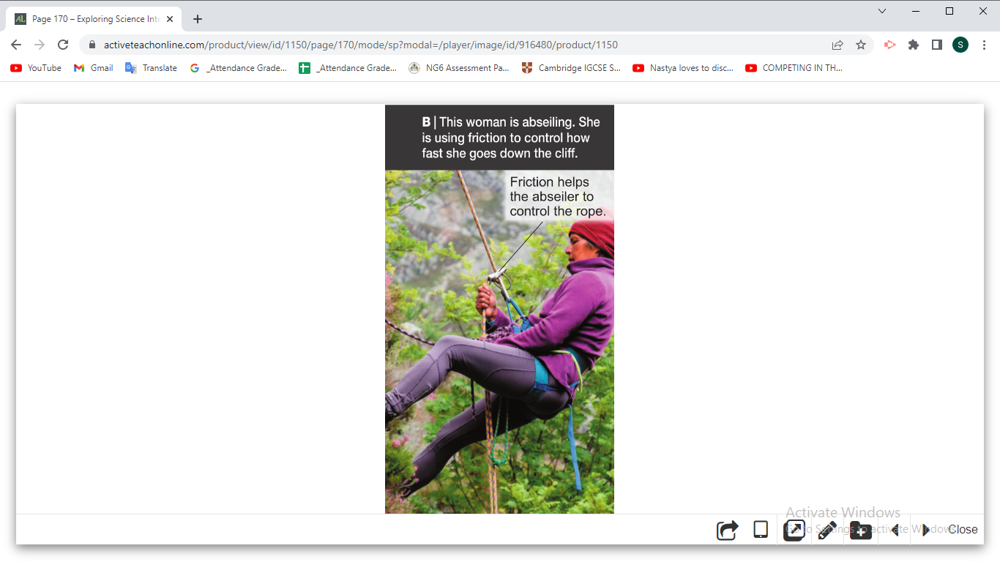 Page 170 – Exploring Science Inte
activeteachonline.com/product/view/id/1150/page/170/mode/sp?modal=/player/image/id/916480/product/1150
S
YouTube
Gmail
Translate
_Attendance Grade...
_Attendance Grade...
NG6 Assessment Pa...
Cambridge IGCSE S...
Nastya loves to disc...
COMPETING IN TH...
B | This woman is abseiling. She
is using friction to control how
fast she goes down the cliff.
Friction helps
the abseiler to
control the rope.
Activate Windows
Go to Settings to activate Windows.
Close